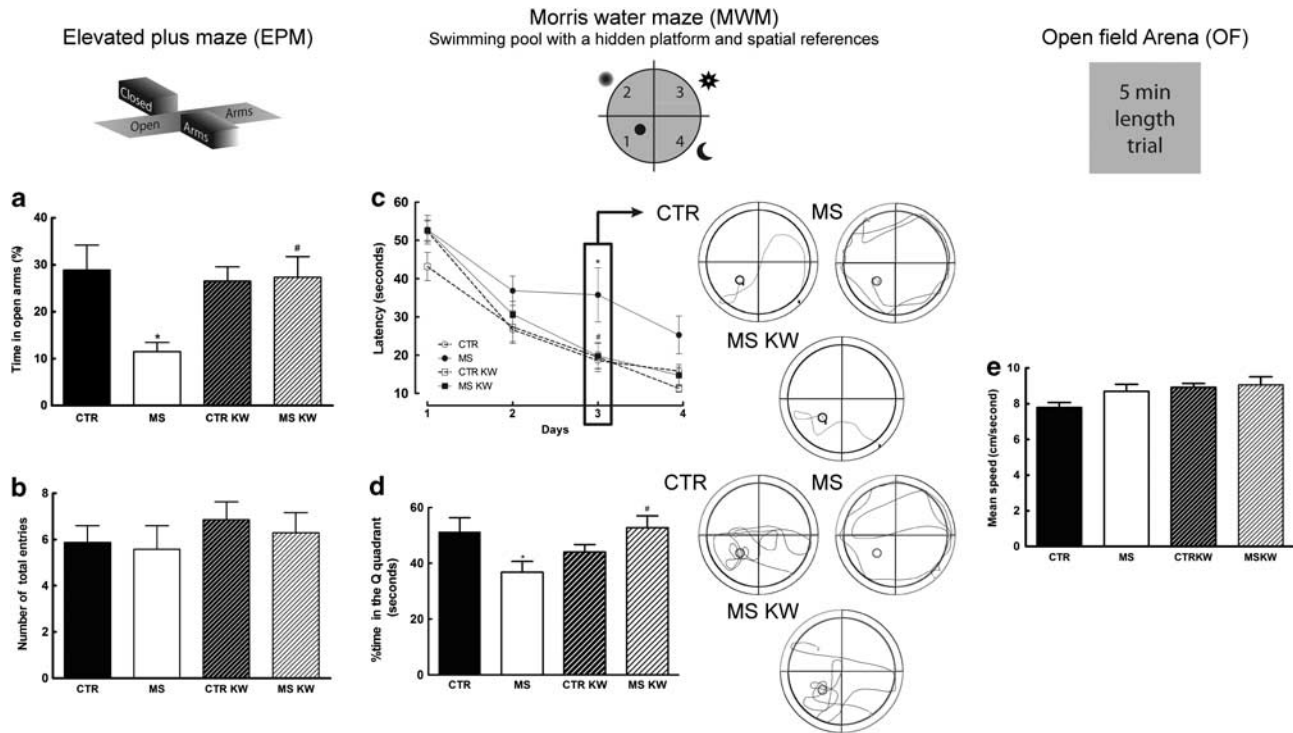 Elevated plus maze (EPM)
Closed
Open
Arms
Arms
Morris water maze (MWM)
Swimming pool with a hidden platform and spatial references
2
3
1
4
Open field Arena (OF)
5 min
length
trial
a
Time in open arms (%)
40
30
20
10
0
*
#
CTR
MS
CTR KW
MS KW
b
Number of total entries
8
6
4
2
0
CTR
MS
CTR KW
MS KW
c
Latency (seconds)
60
50
40
30
20
10
*
#
CTR
MS
CTR KW
MS KW
1
2
3
4
Days
CTR
MS
MS KW
d
%time in the Q quadrant
(seconds)
60
40
20
0
*
#
CTR
MS
CTR KW
MS KW
CTR
MS
MS KW
e
Mean speed (cm/second)
10
8
6
4
2
0
CTR
MS
CTRKW
MSKW